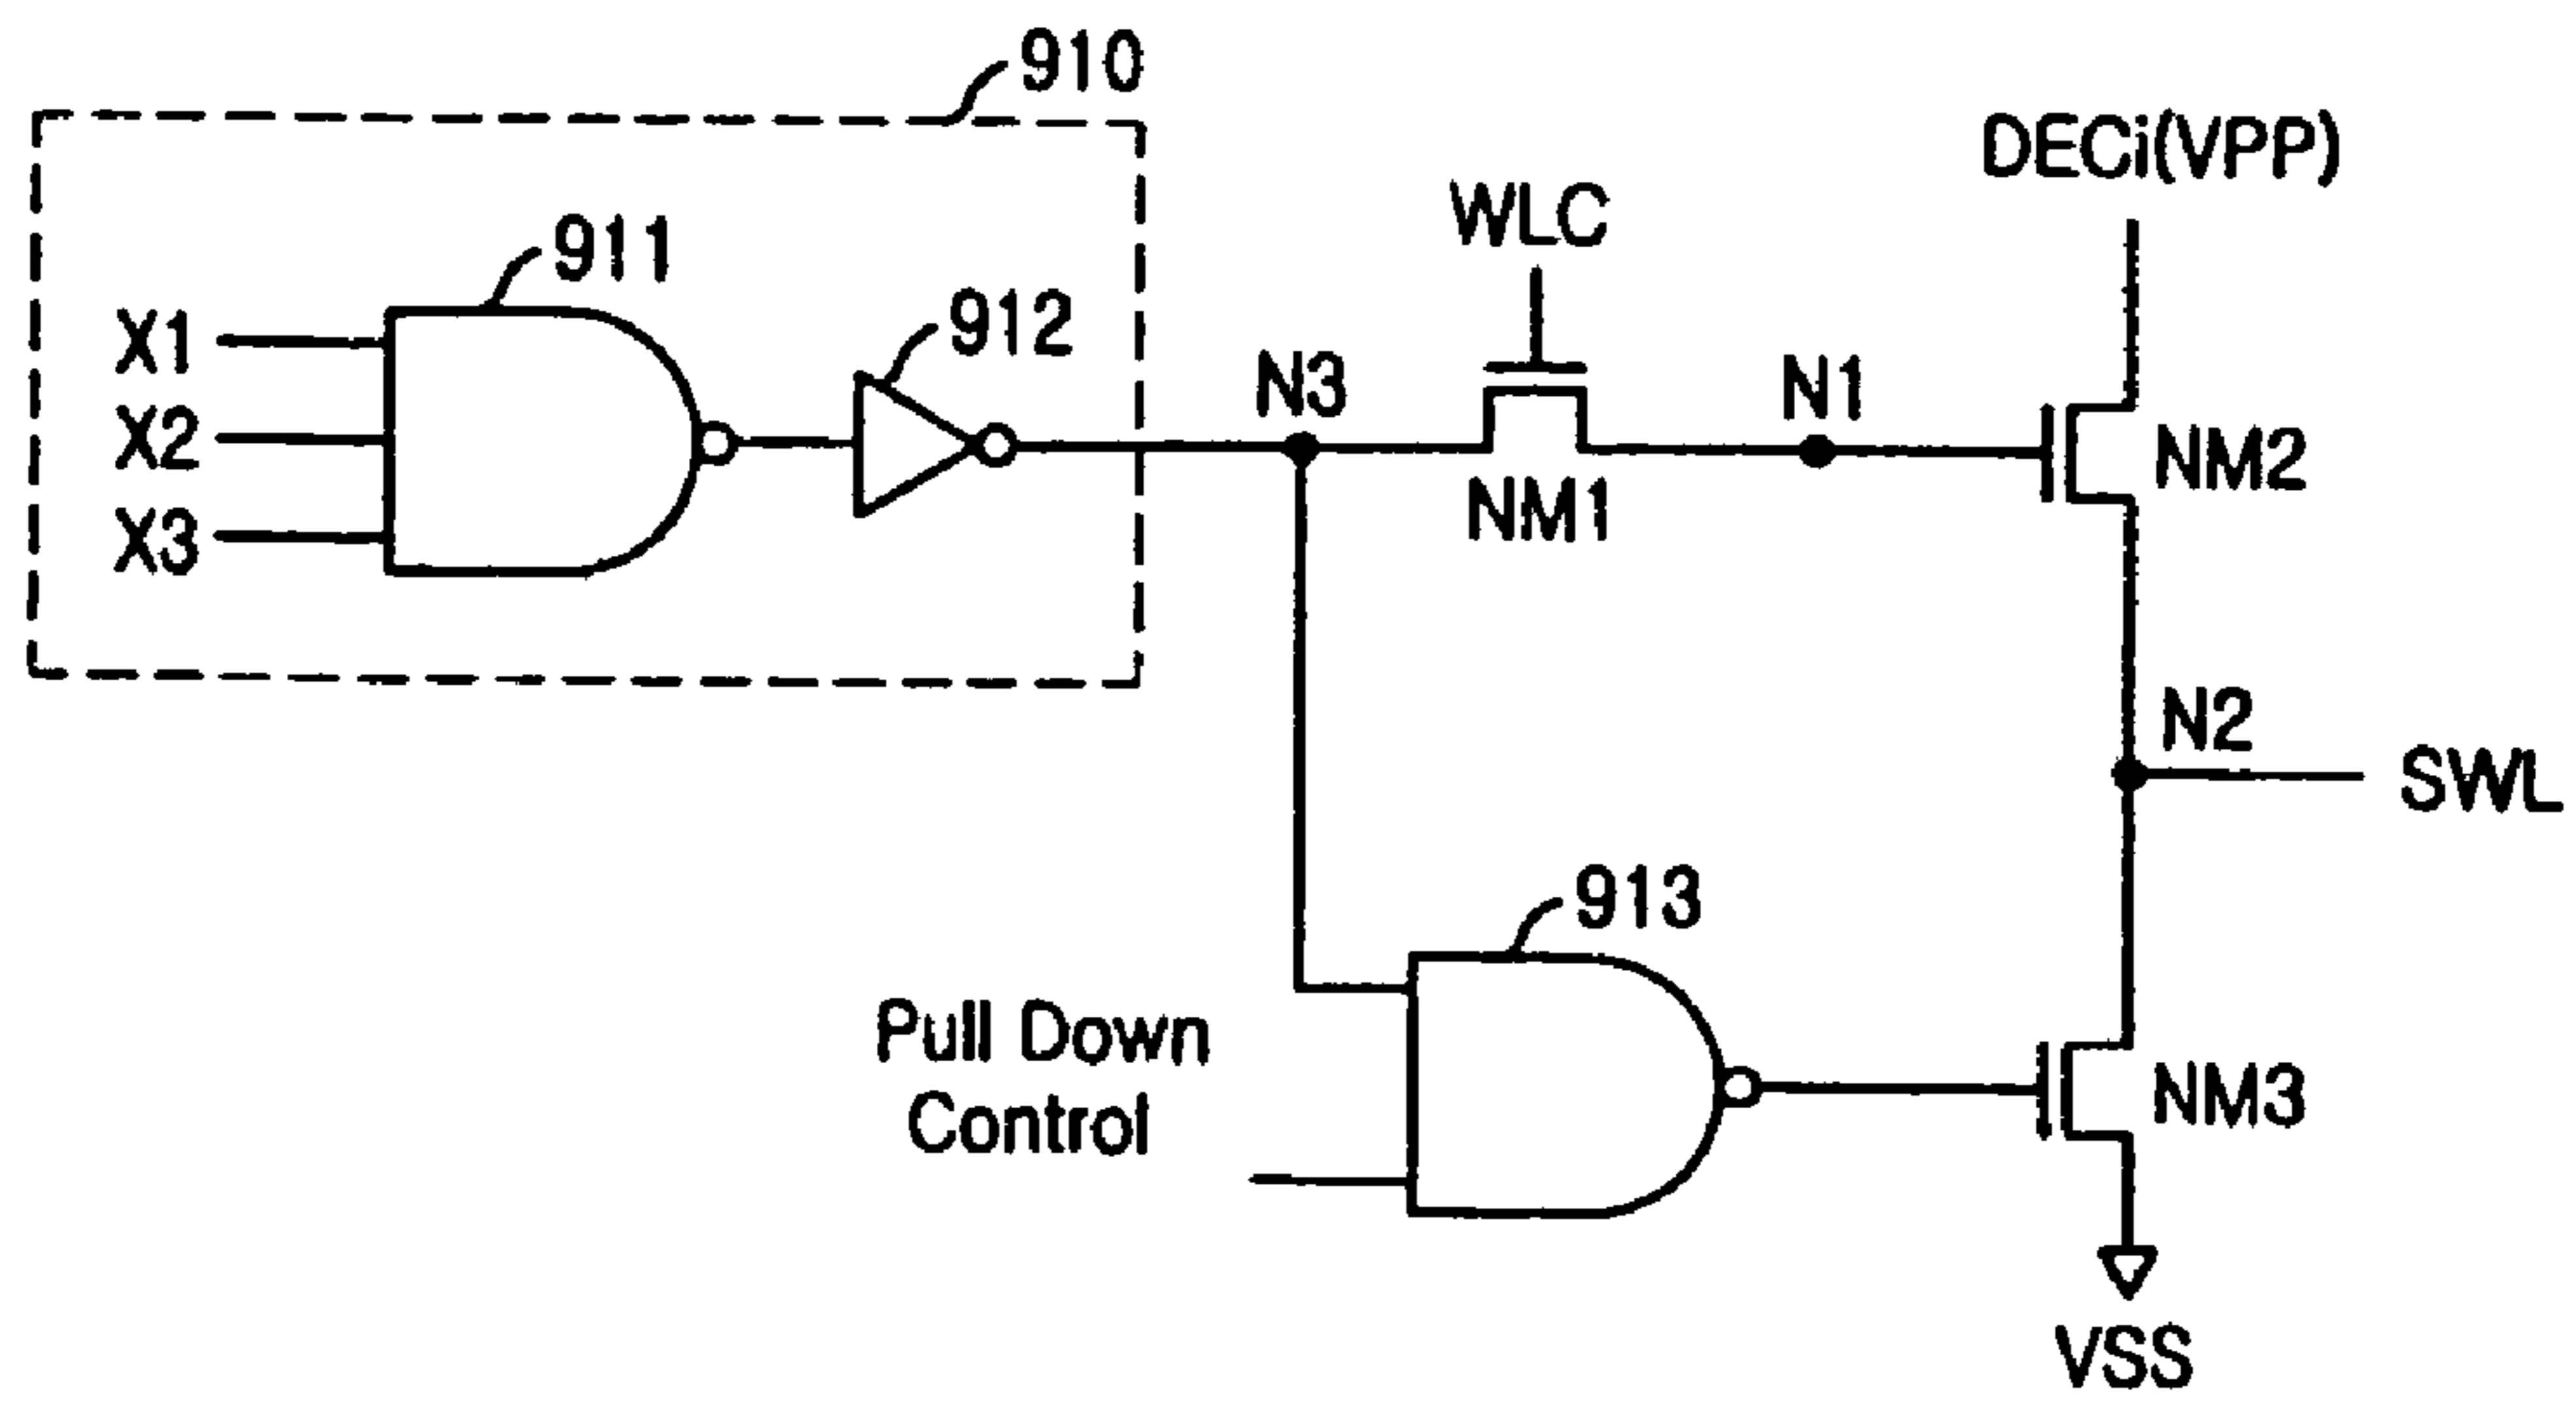 910
DECi(VPP)
WLC
911
912
X1
X2
X3
N3
N1
NM1
NM2
N2
SWL
913
Pull Down
Control
NM3
VSS